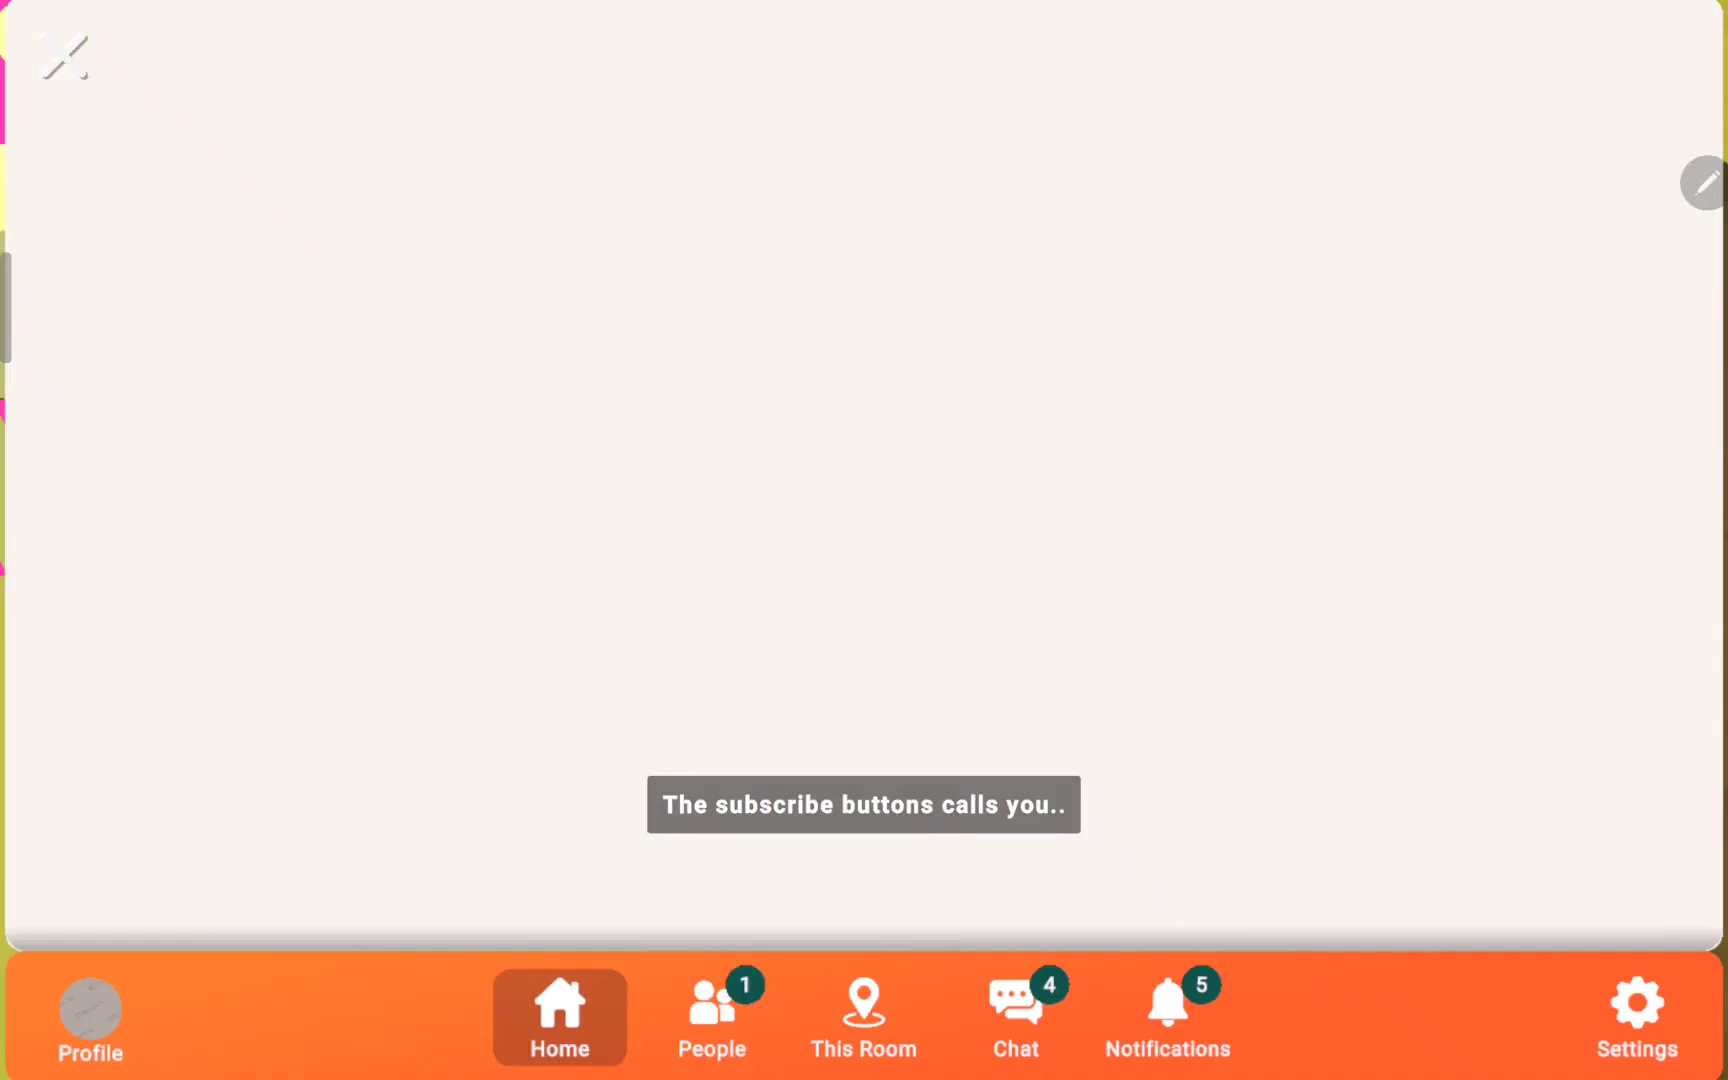 The subscribe buttons calls you..
1
4
5
Profile
Home
People
This Room
Chat
Notifications
Settings